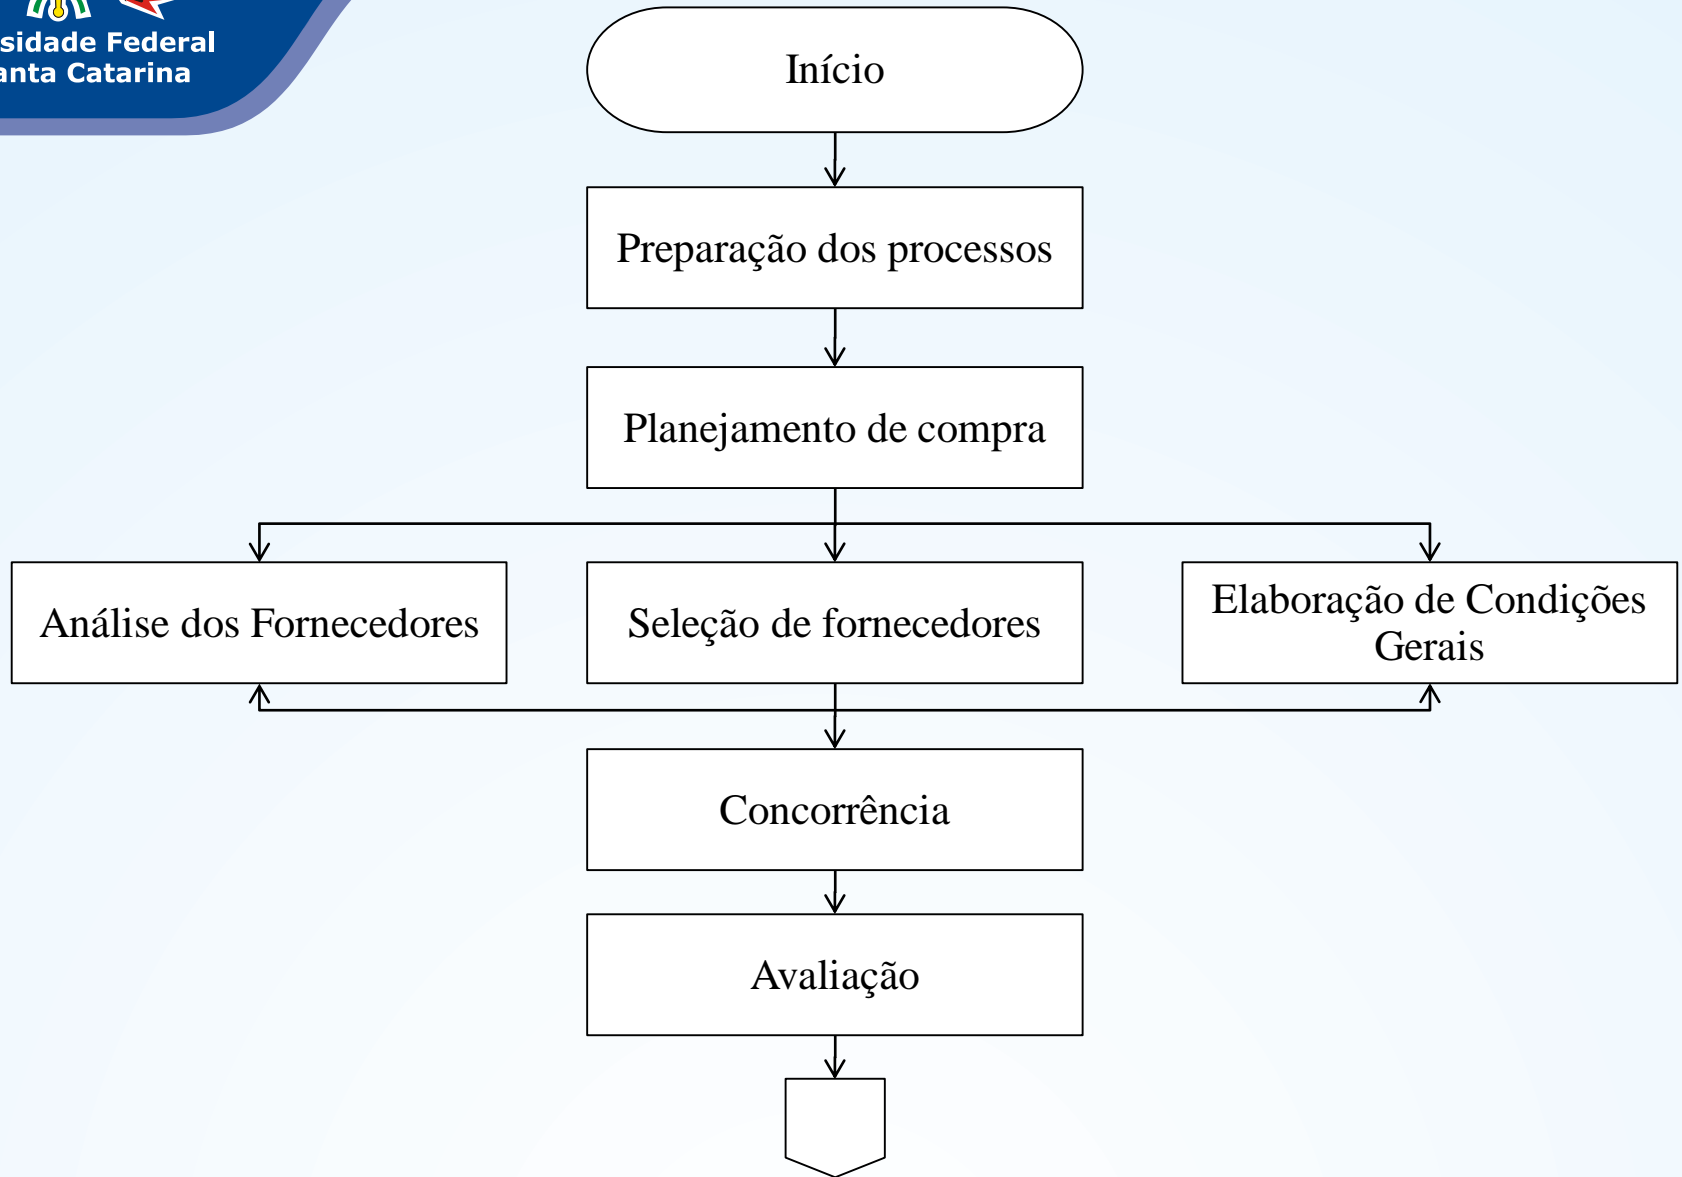 sidade Federal
anta Catarina
Início
Preparação dos processos
Planejamento de compra
Análise dos Fornecedores
Seleção de fornecedores
Elaboração de Condições
Gerais
Concorrência
Avaliação